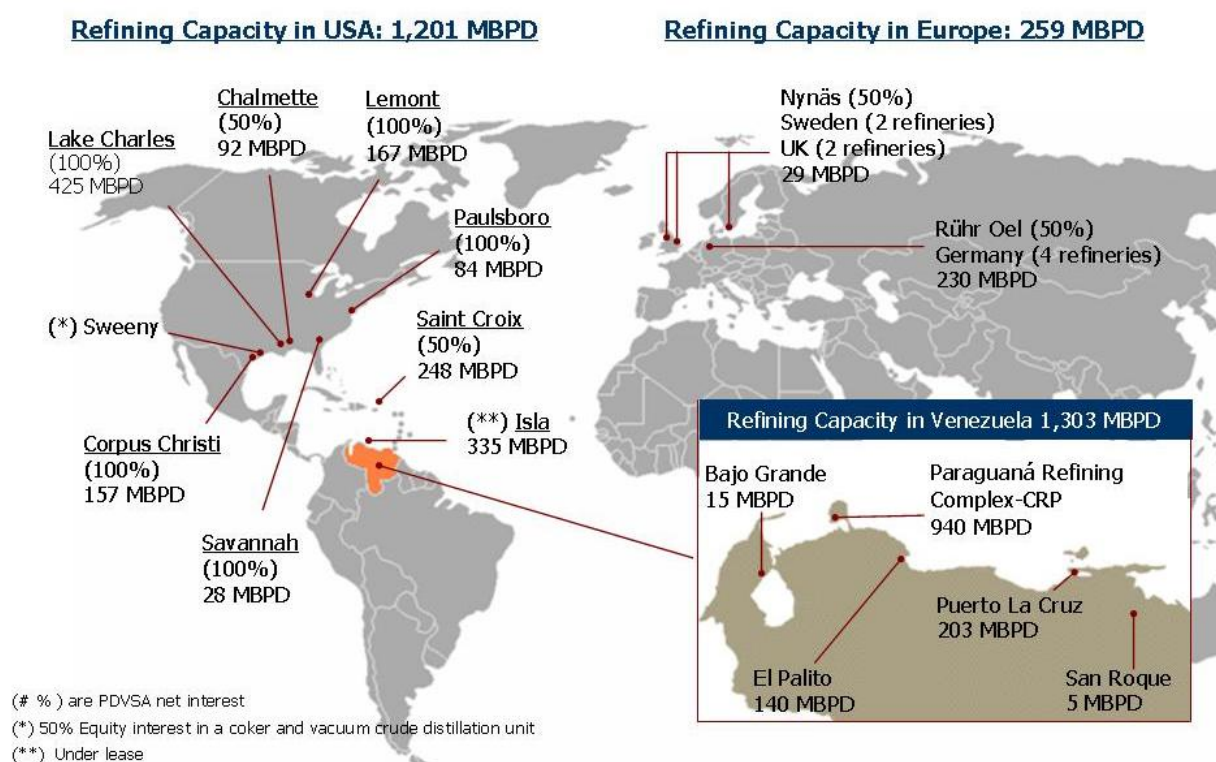 Refining Capacity in USA: 1,201 MBPD
Refining Capacity in Europe: 259 MBPD
Lake Charles
(100%)
425 MBPD
Chalmette
(50%)
92 MBPD
Lemont
(100%)
167 MBPD
Paulsboro
(100%)
84 MBPD
(*) Sweeny
Saint Croix
(50%)
248 MBPD
(**) Isla
335 MBPD
Corpus Christi
(100%)
157 MBPD
Savannah
(100%)
28 MBPD
Nynäs (50%)
Sweden (2 refineries)
UK (2 refineries)
29 MBPD
Rühr Oel (50%)
Germany (4 refineries)
230 MBPD
Refining Capacity in Venezuela 1,303 MBPD
Bajo Grande
15 MBPD
Paraguaná Refining
Complex-CRP
940 MBPD
Puerto La Cruz
203 MBPD
El Palito
140 MBPD
San Roque
5 MBPD
(# %) are PDVSA net interest
(*) 50% Equity interest in a coker and vacuum crude distillation unit
(**) Under lease